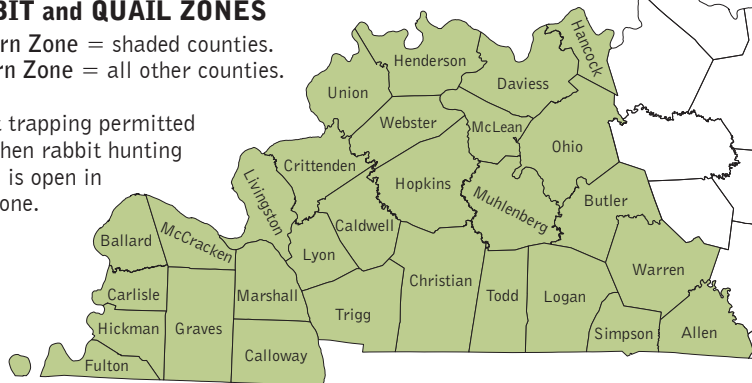 BIT and QUAIL ZONES
rn Zone = shaded counties.
rn Zone = all other counties.
t trapping permitted
hen rabbit hunting
is open in
one.
Hancock
Henderson
Daviess
Union
Webster
McLean
Ohio
Crittenden
Livingston
Hopkins
Muhlenberg
Butler
Caldwell
Ballard
McCracken
Lyon
Warren
Christian
Carlisle
Marshall
Todd
Logan
Trigg
Hickman
Graves
Simpson
Allen
Calloway
Fulton